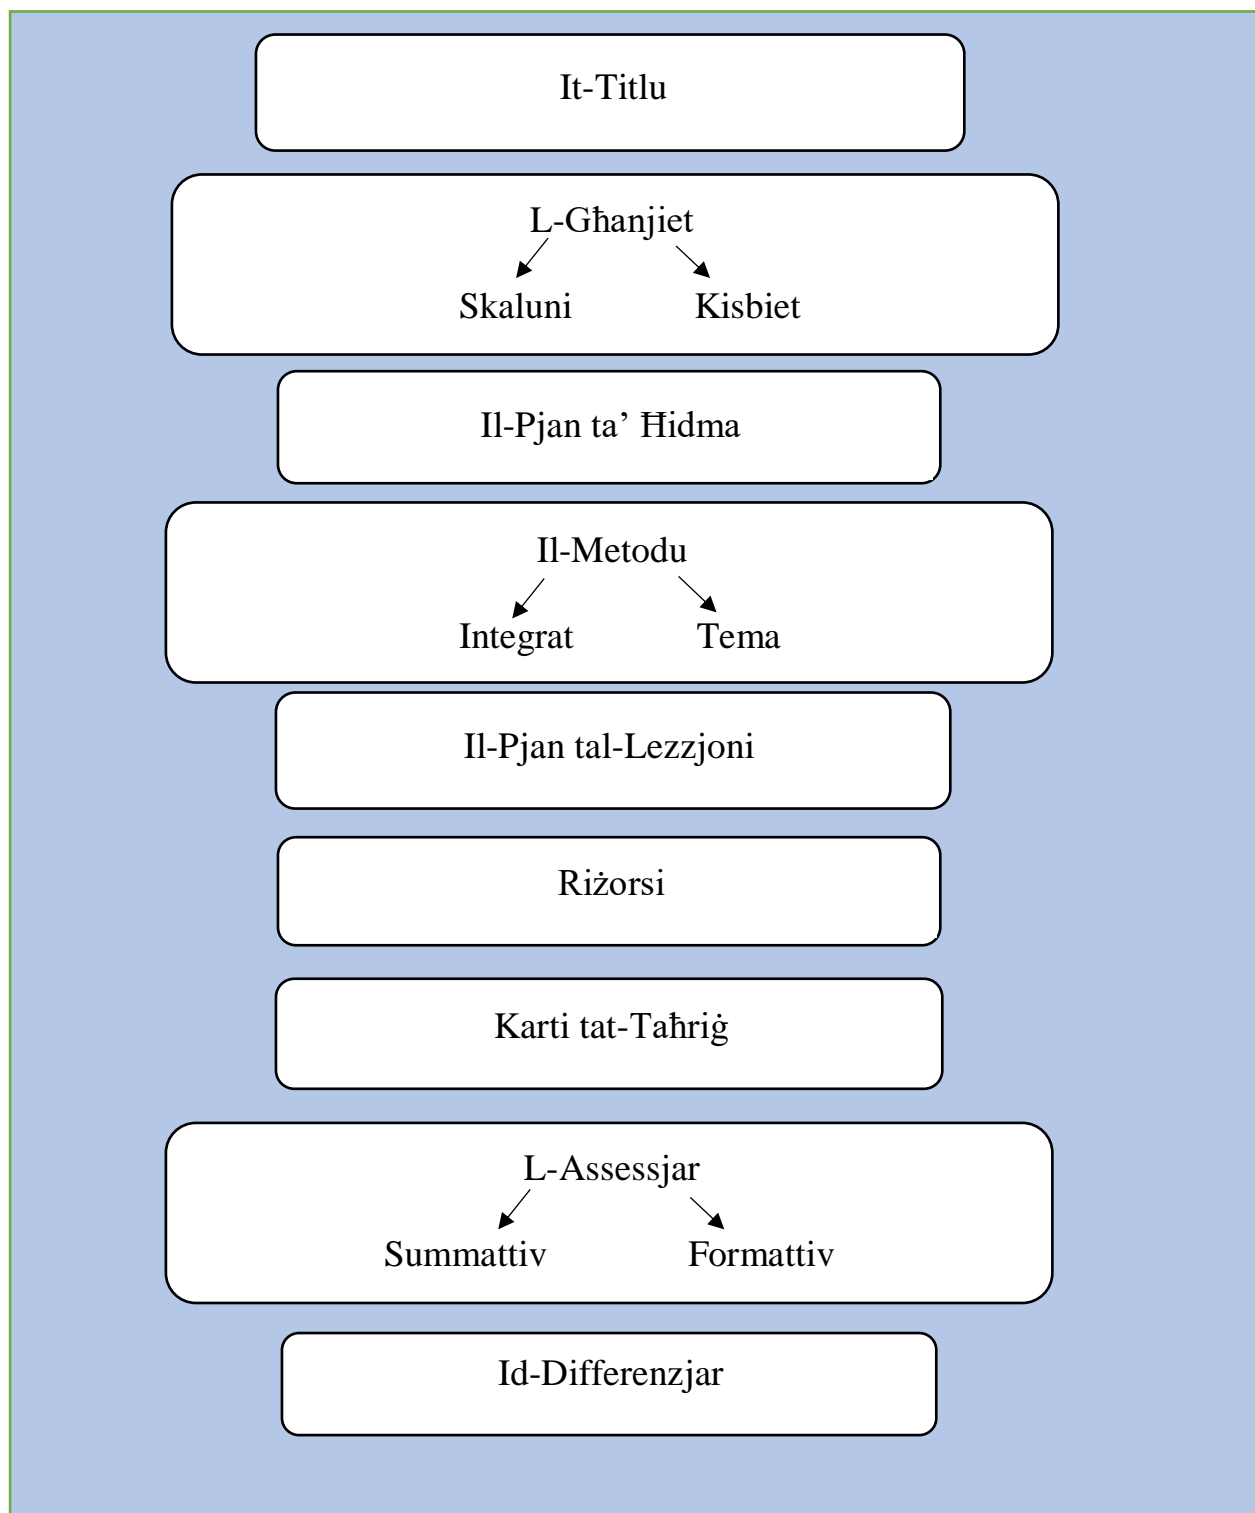 It-Titlu
L-Għanjiet
Skaluni Kisbiet
Il-Pjan ta’ Ħidma
Il-Metodu
Integrat Tema
Il-Pjan tal-Lezzjoni
Riżorsi
Karti tat-Taħriġ
L-Assessjar
Summattiv Formattiv
Id-Differenzjar